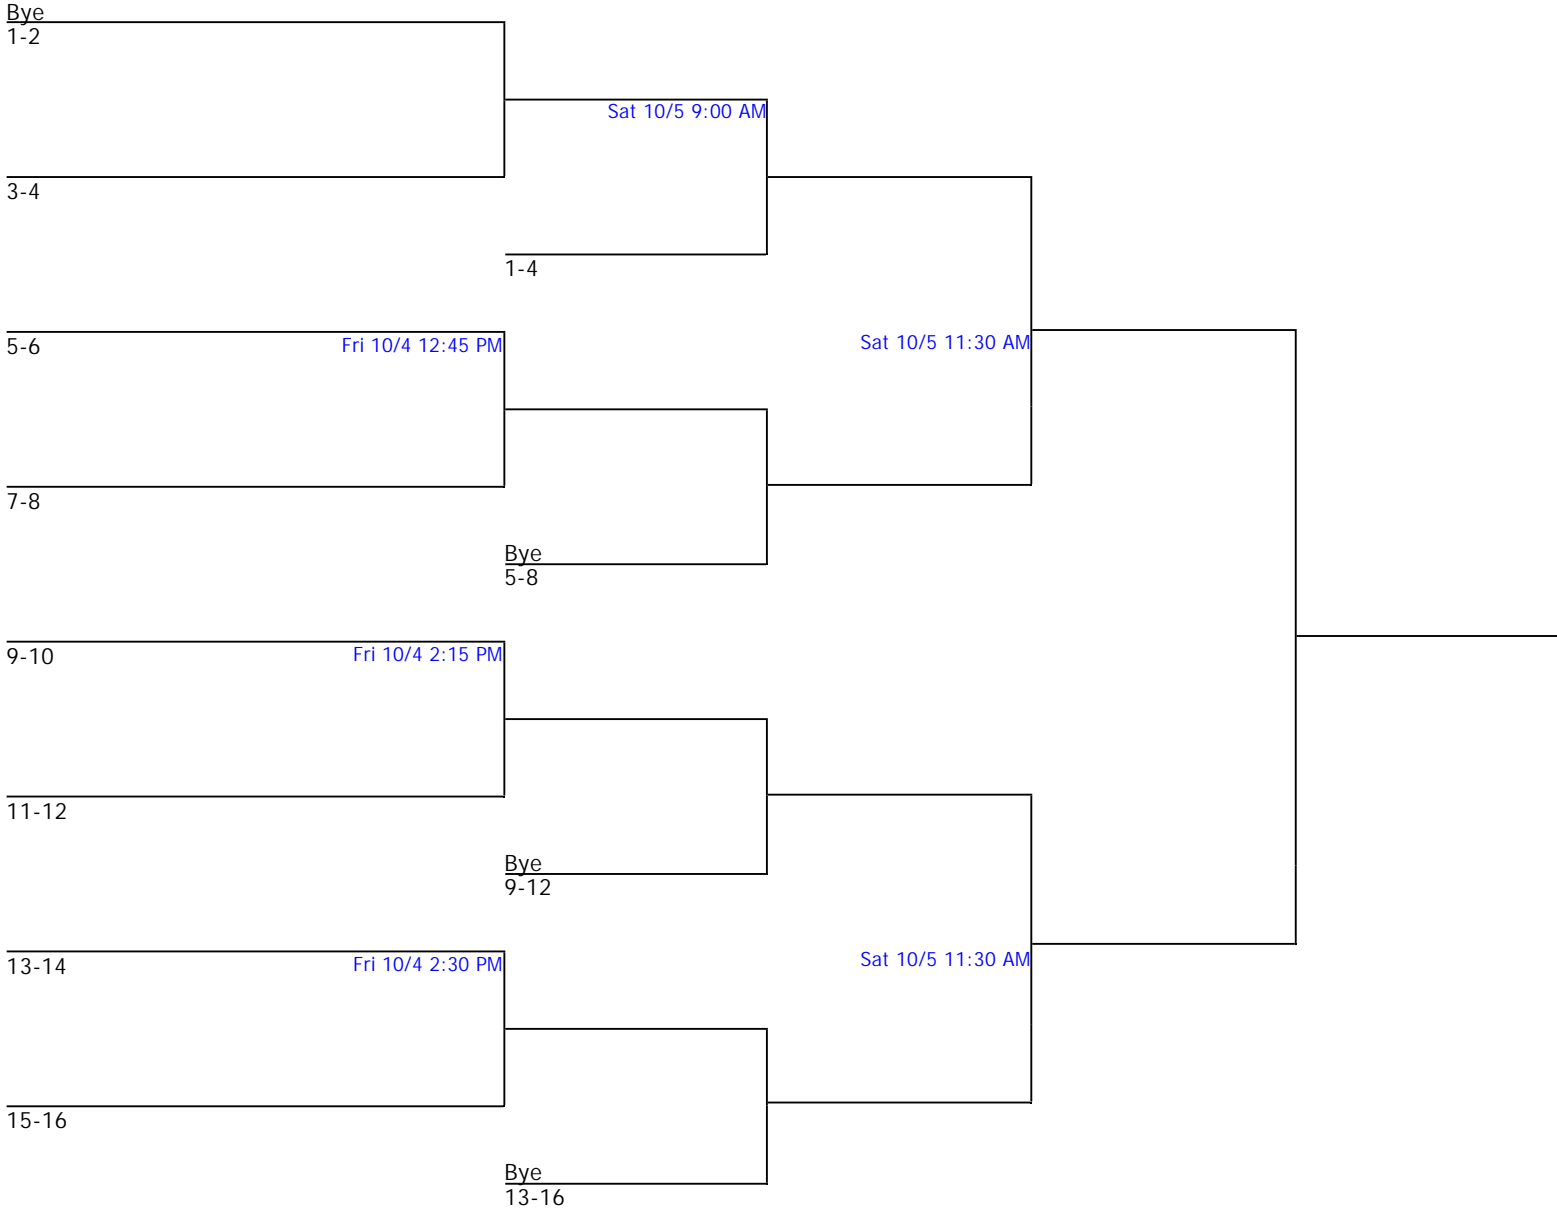 Bye
1-2
Sat 10/5 9:00 AM
3-4
1-4
5-6
Fri 10/4 12:45 PM
Sat 10/5 11:30 AM
7-8
Bye
5-8
9-10
Fri 10/4 2:15 PM
11-12
Bye
9-12
13-14
Fri 10/4 2:30 PM
Sat 10/5 11:30 AM
15-16
Bye
13-16